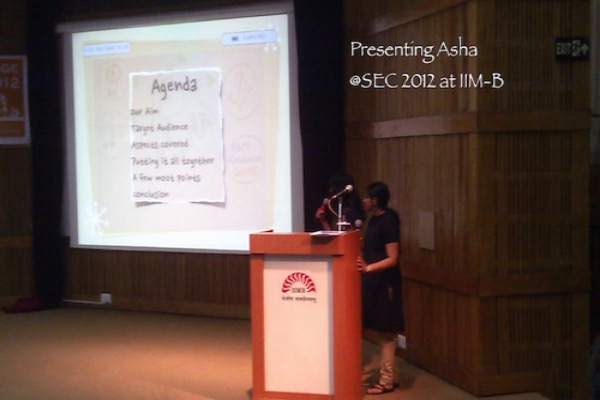 Presenting Asha
@SEC 2012 at IIM-B
EXIT
Agenda
Our Aim
Target Audience
Aspects covered
Putting it all together
A few moot points
conclusion